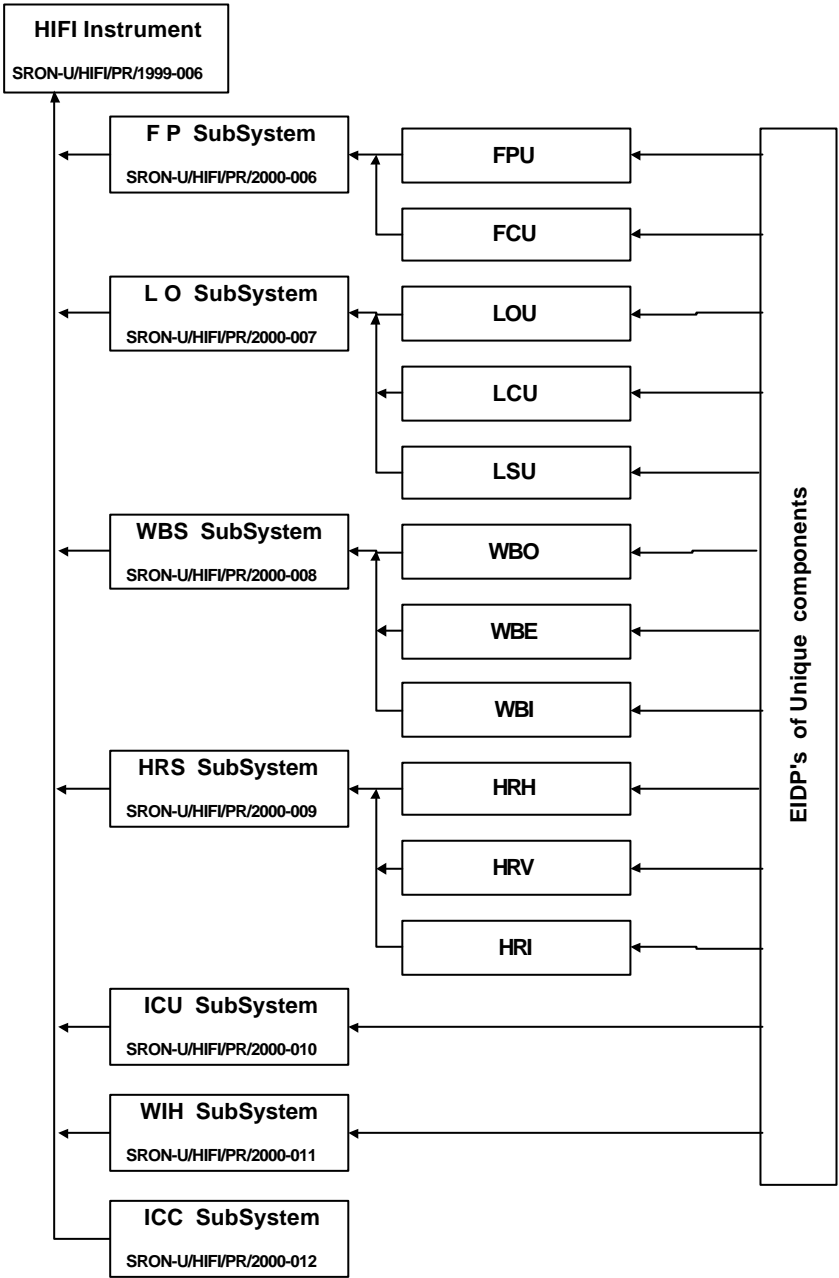 HIFI Instrument
SRON-U/HIFI/PR/1999-006
F P SubSystem
SRON-U/HIFI/PR/2000-006
FPU
FCU
L O SubSystem
SRON-U/HIFI/PR/2000-007
LOU
LCU
LSU
WBS SubSystem
SRON-U/HIFI/PR/2000-008
WBO
WBE
WBI
HRS SubSystem
SRON-U/HIFI/PR/2000-009
HRH
HRV
HRI
ICU SubSystem
SRON-U/HIFI/PR/2000-010
WIH SubSystem
SRON-U/HIFI/PR/2000-011
ICC SubSystem
SRON-U/HIFI/PR/2000-012
EIDP's of Unique components